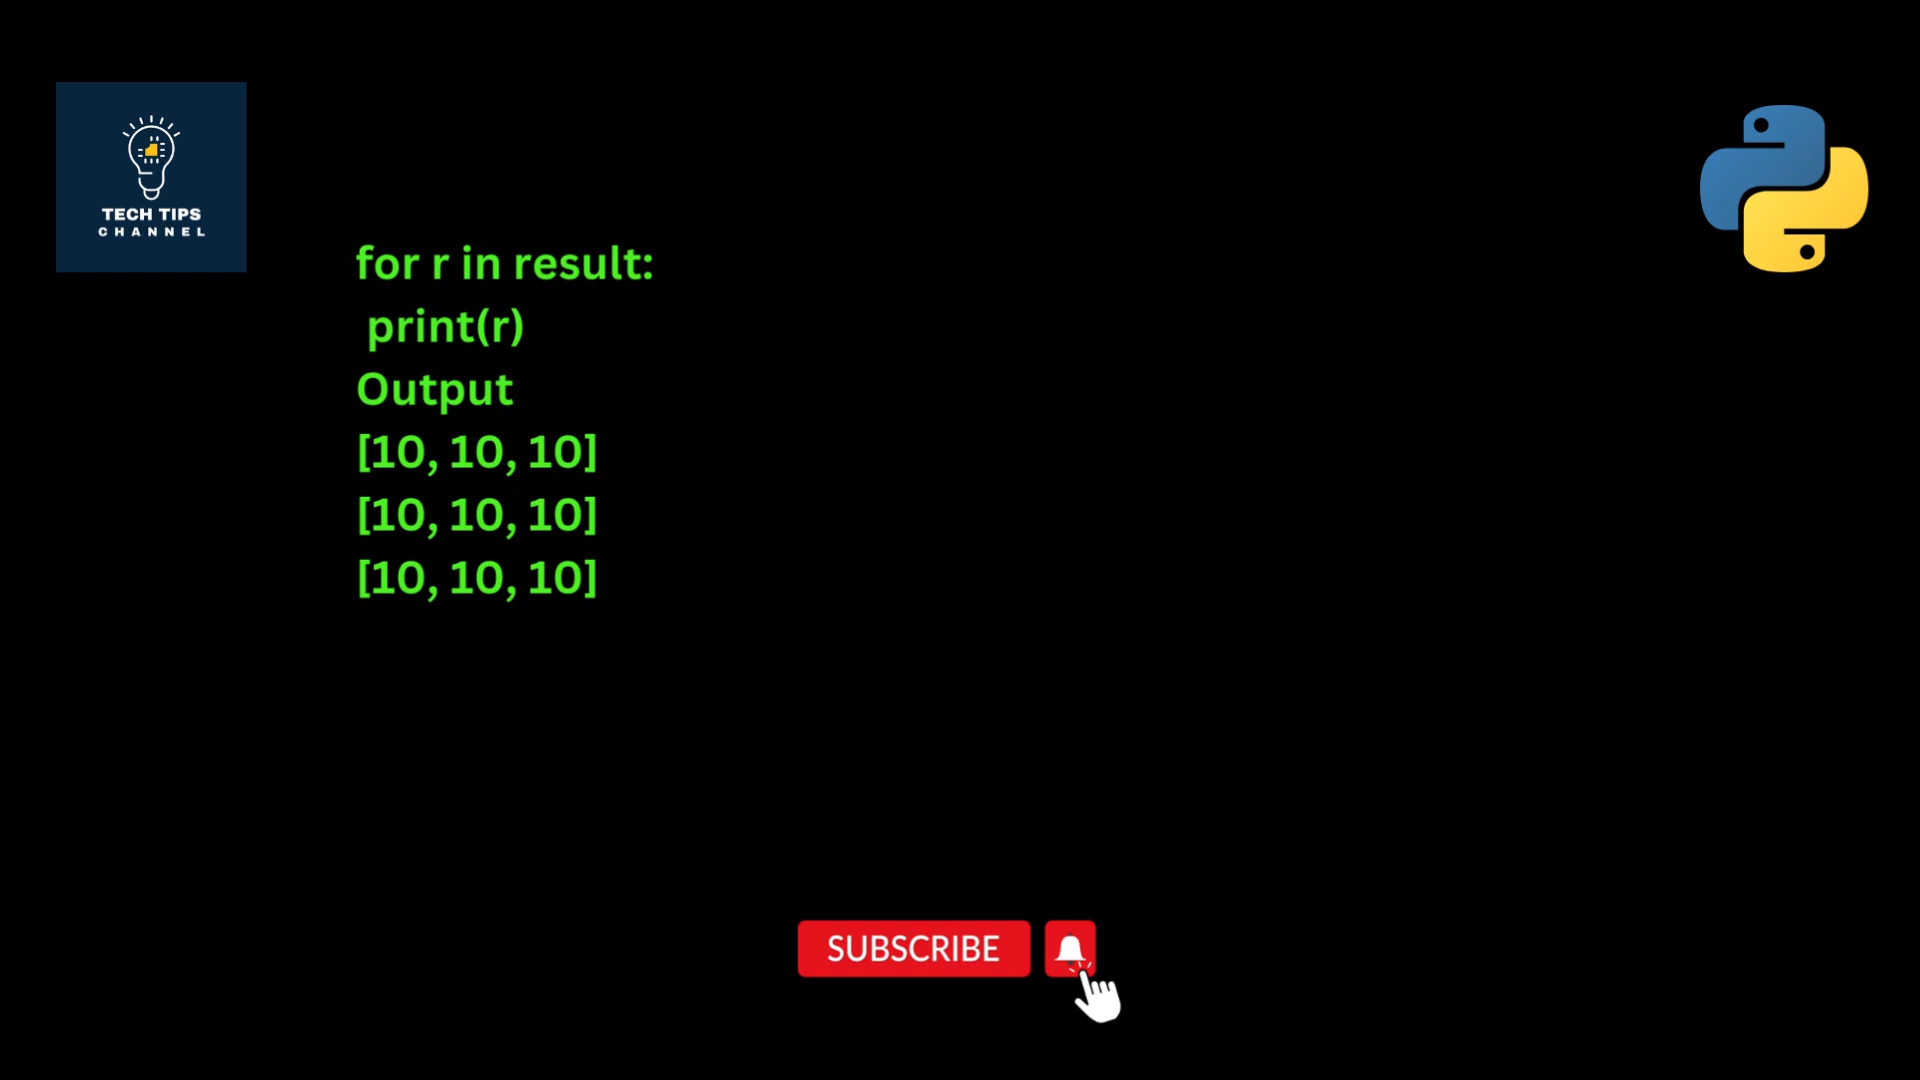 TECH TIPS
CHANNEL
for r in result:
 print(r)
Output
[10, 10, 10]
[10, 10, 10]
[10, 10, 10]
SUBSCRIBE